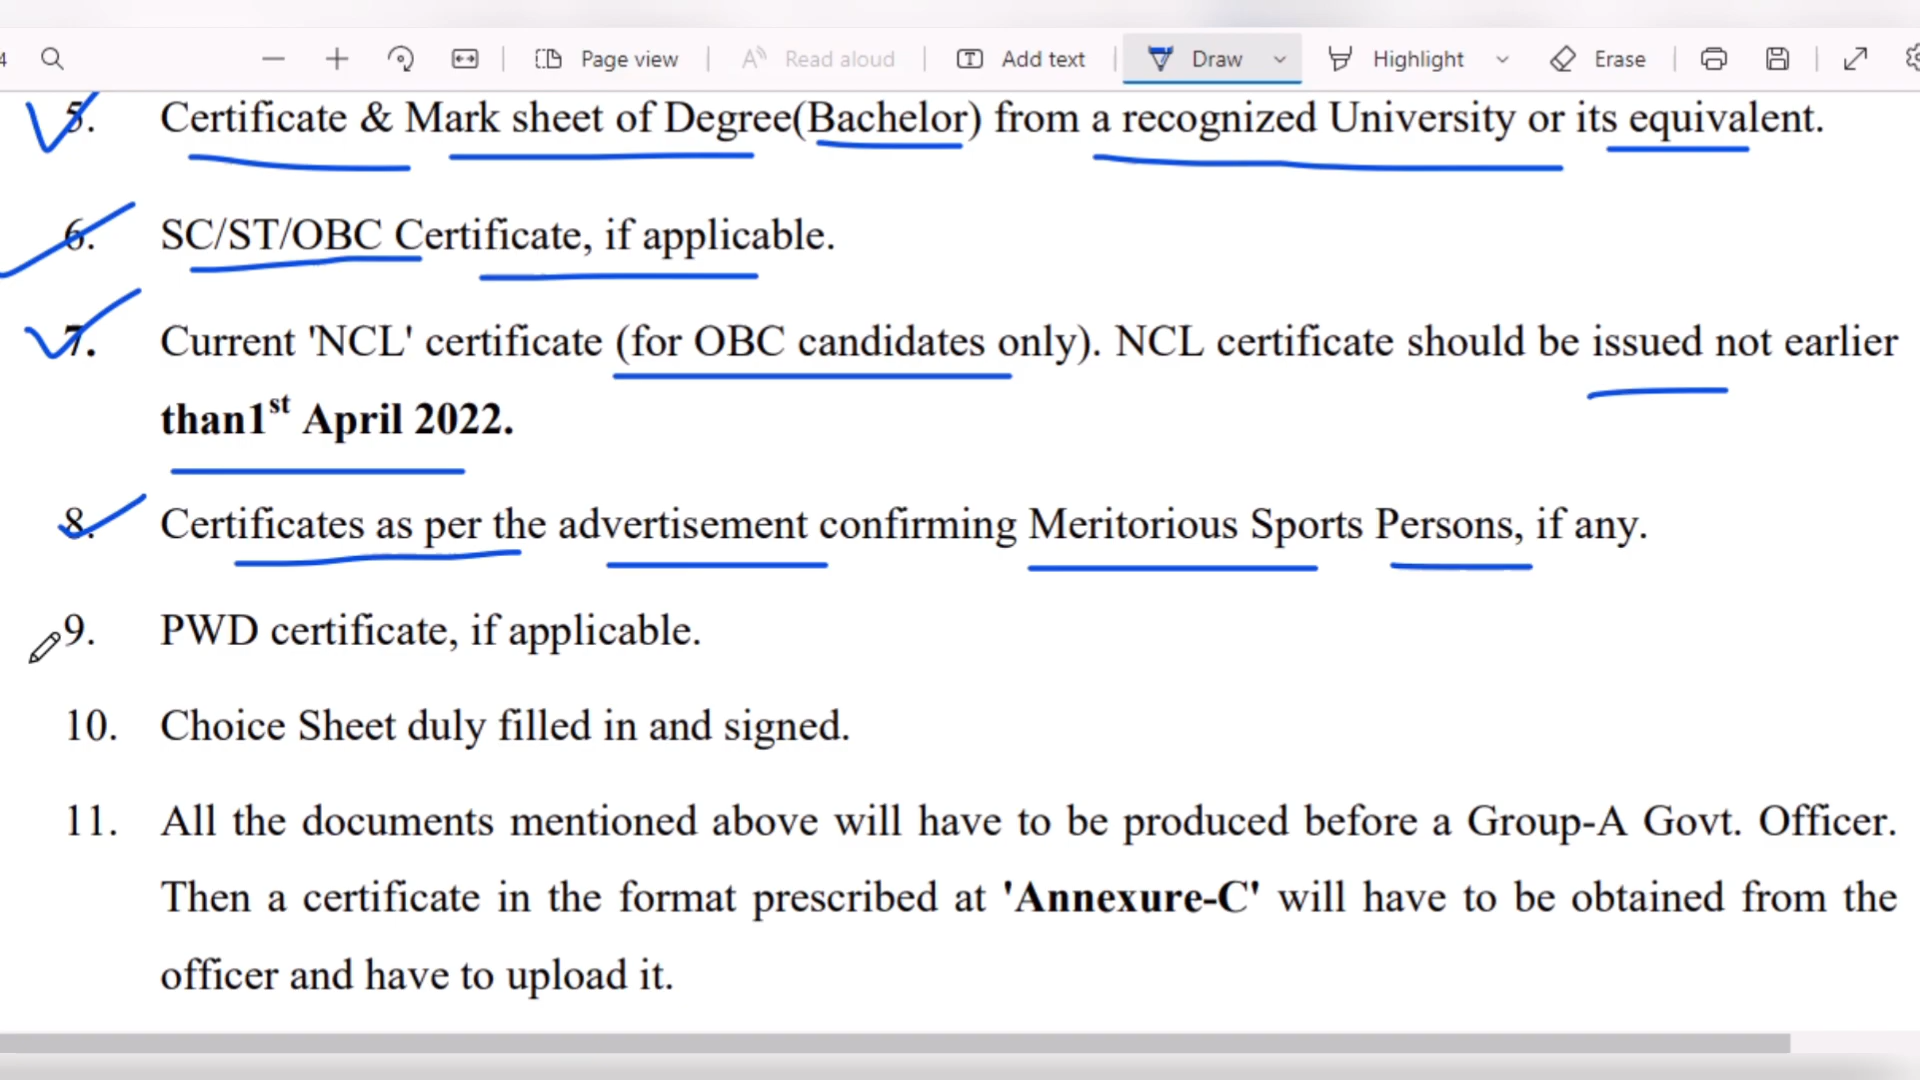 4 Page view Read aloud Add text Draw Highlight Erase
5. Certificate & Mark sheet of Degree(Bachelor) from a recognized University or its equivalent.
6. SC/ST/OBC Certificate, if applicable.
7. Current 'NCL' certificate (for OBC candidates only). NCL certificate should be issued not earlier
than1st April 2022.
8. Certificates as per the advertisement confirming Meritorious Sports Persons, if any.
9. PWD certificate, if applicable.
10. Choice Sheet duly filled in and signed.
11. All the documents mentioned above will have to be produced before a Group-A Govt. Officer.
Then a certificate in the format prescribed at 'Annexure-C' will have to be obtained from the
officer and have to upload it.